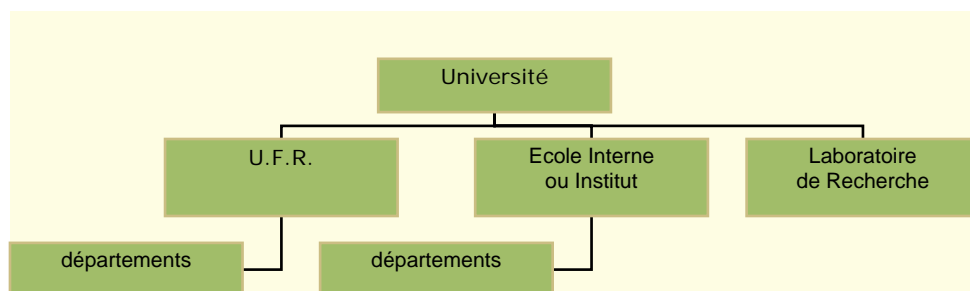 Université
U.F.R.
Ecole Interne
ou Institut
Laboratoire
de Recherche
départements
départements